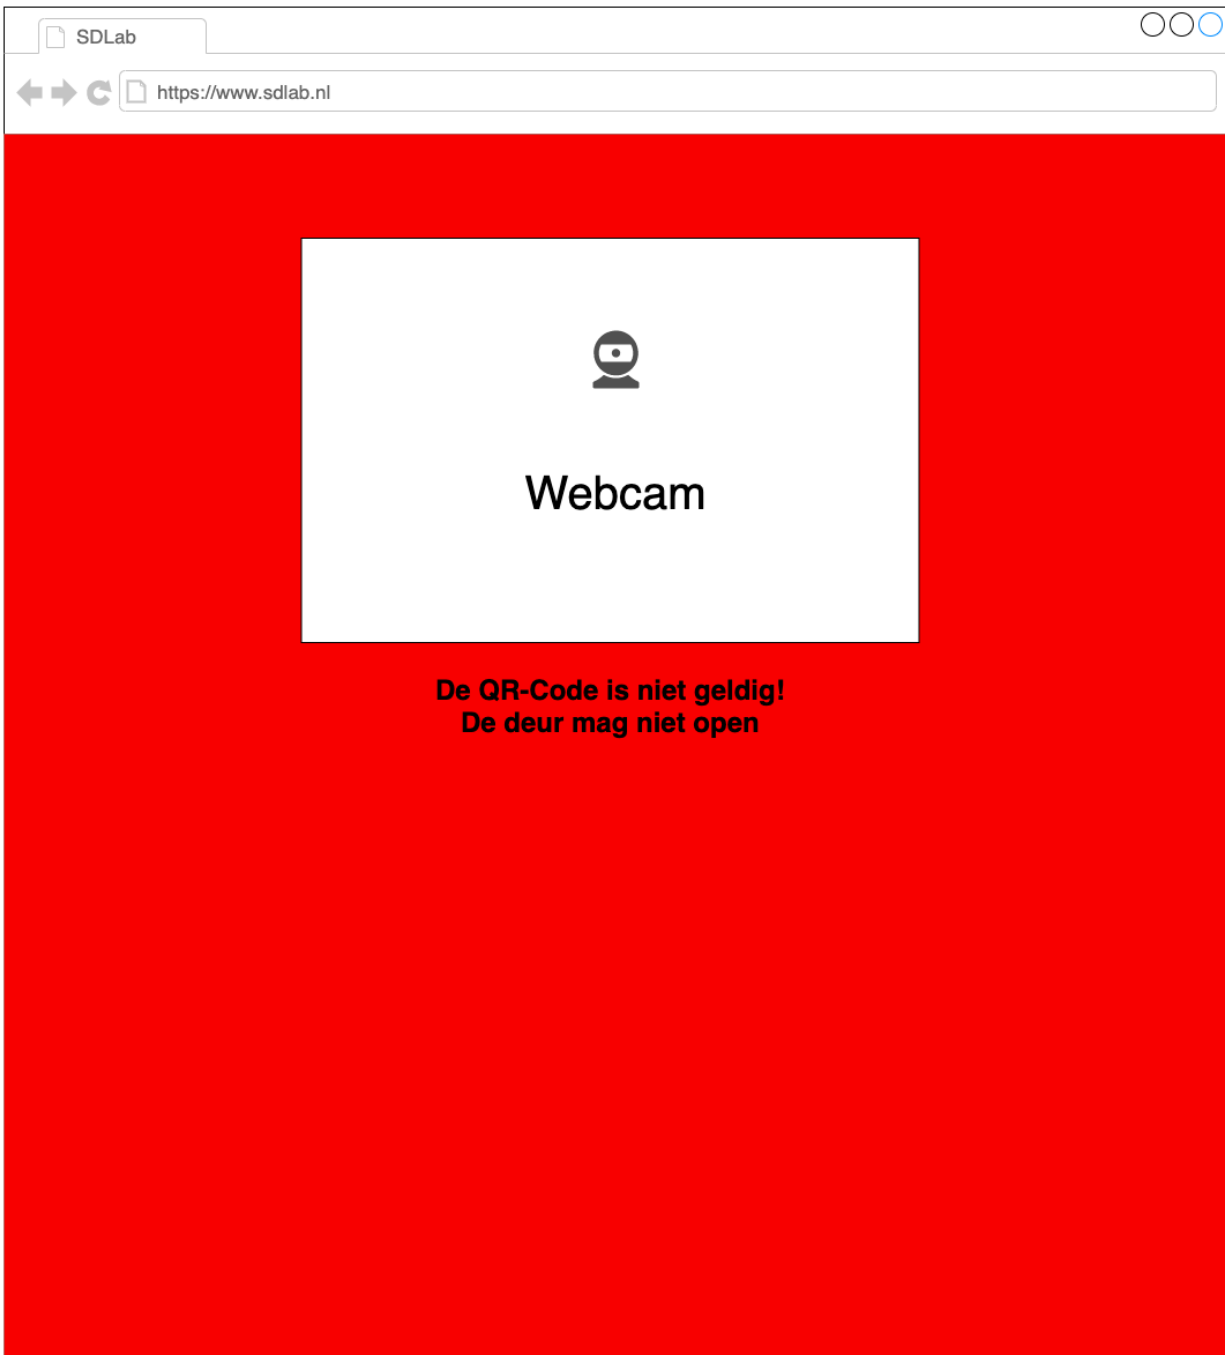 SDLab
https://www.sdlab.nl
Webcam
De QR-Code is niet geldig!
De deur mag niet open